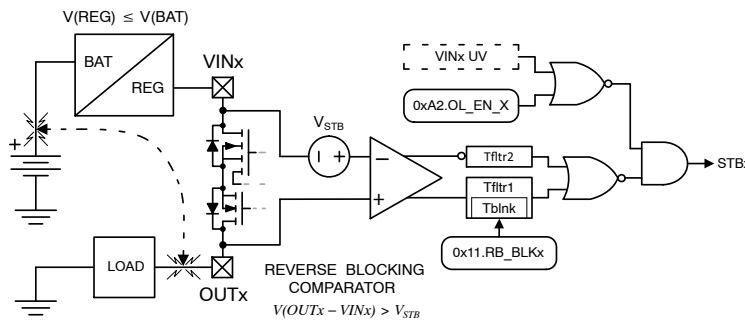 V(REG) ≤ V(BAT)
BAT
REG
VINx
VINx UV
0xA2.OL_EN_X
V_STB
+
−
+
−
+
Tfltr2
Tfltr1
Tblnk
STB
0x11.RB_BLKx
LOAD
OUTx
REVERSE BLOCKING
COMPARATOR
V(OUTx − VINx) > V_STB